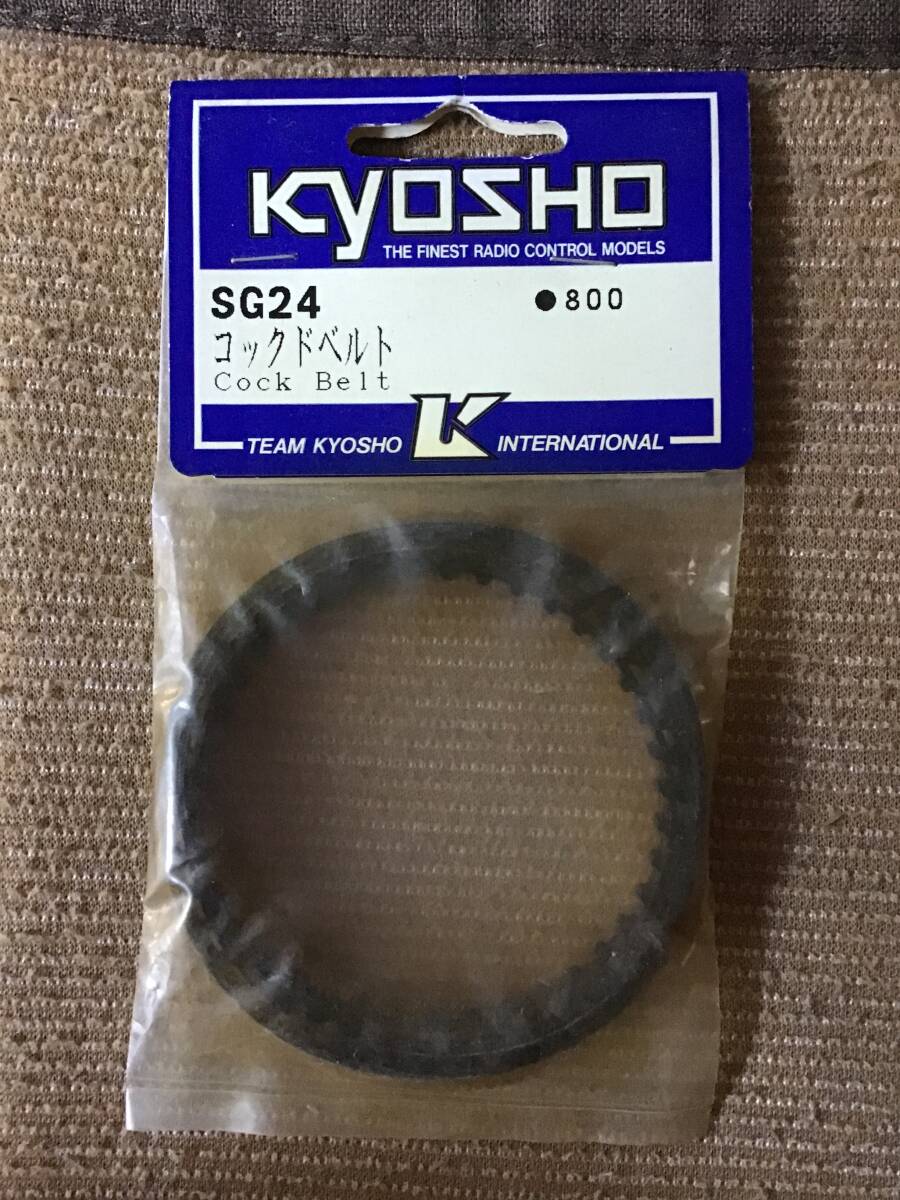 KYOSHO
THE FINEST RADIO CONTROL MODELS
SG24 ●800
コックドベルト
Cock Belt
TEAM KYOSHO K INTERNATIONAL